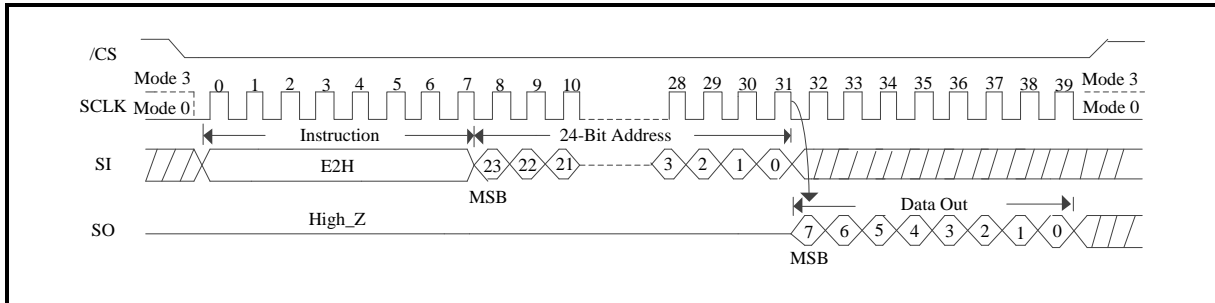 /CS
Mode 3 0 1 2 3 4 5 6 7 8 9 10 28 29 30 31 32 33 34 35 36 37 38 39 Mode 3
SCLK Mode 0 Mode 0
Instruction 24-Bit Address
SI E2H 23 22 21 3 2 1 0
MSB
High_Z Data Out
SO 7 6 5 4 3 2 1 0
MSB